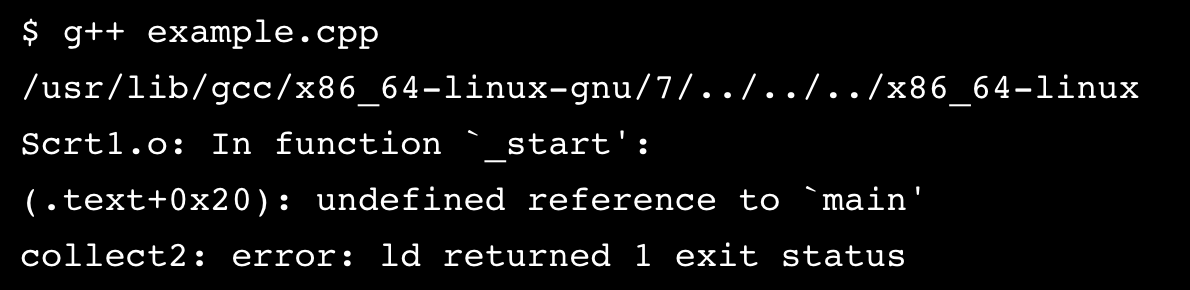 $ g++ example.cpp
/usr/lib/gcc/x86_64-linux-gnu/7/../../../x86_64-linux
Scrt1.o: In function `_start':
(.text+0x20): undefined reference to `main'
collect2: error: ld returned 1 exit status